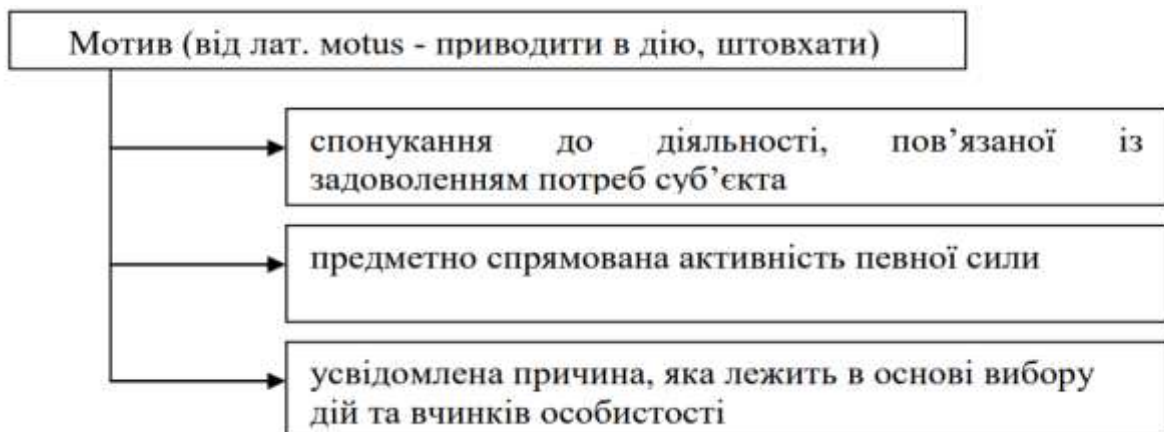 Мотив (від лат. мotus - приводити в дію, штовхати)
спонукання до діяльності, пов’язаної із
задоволенням потреб суб’єкта
предметно спрямована активність певної сили
усвідомлена причина, яка лежить в основі вибору
дій та вчинків особистості